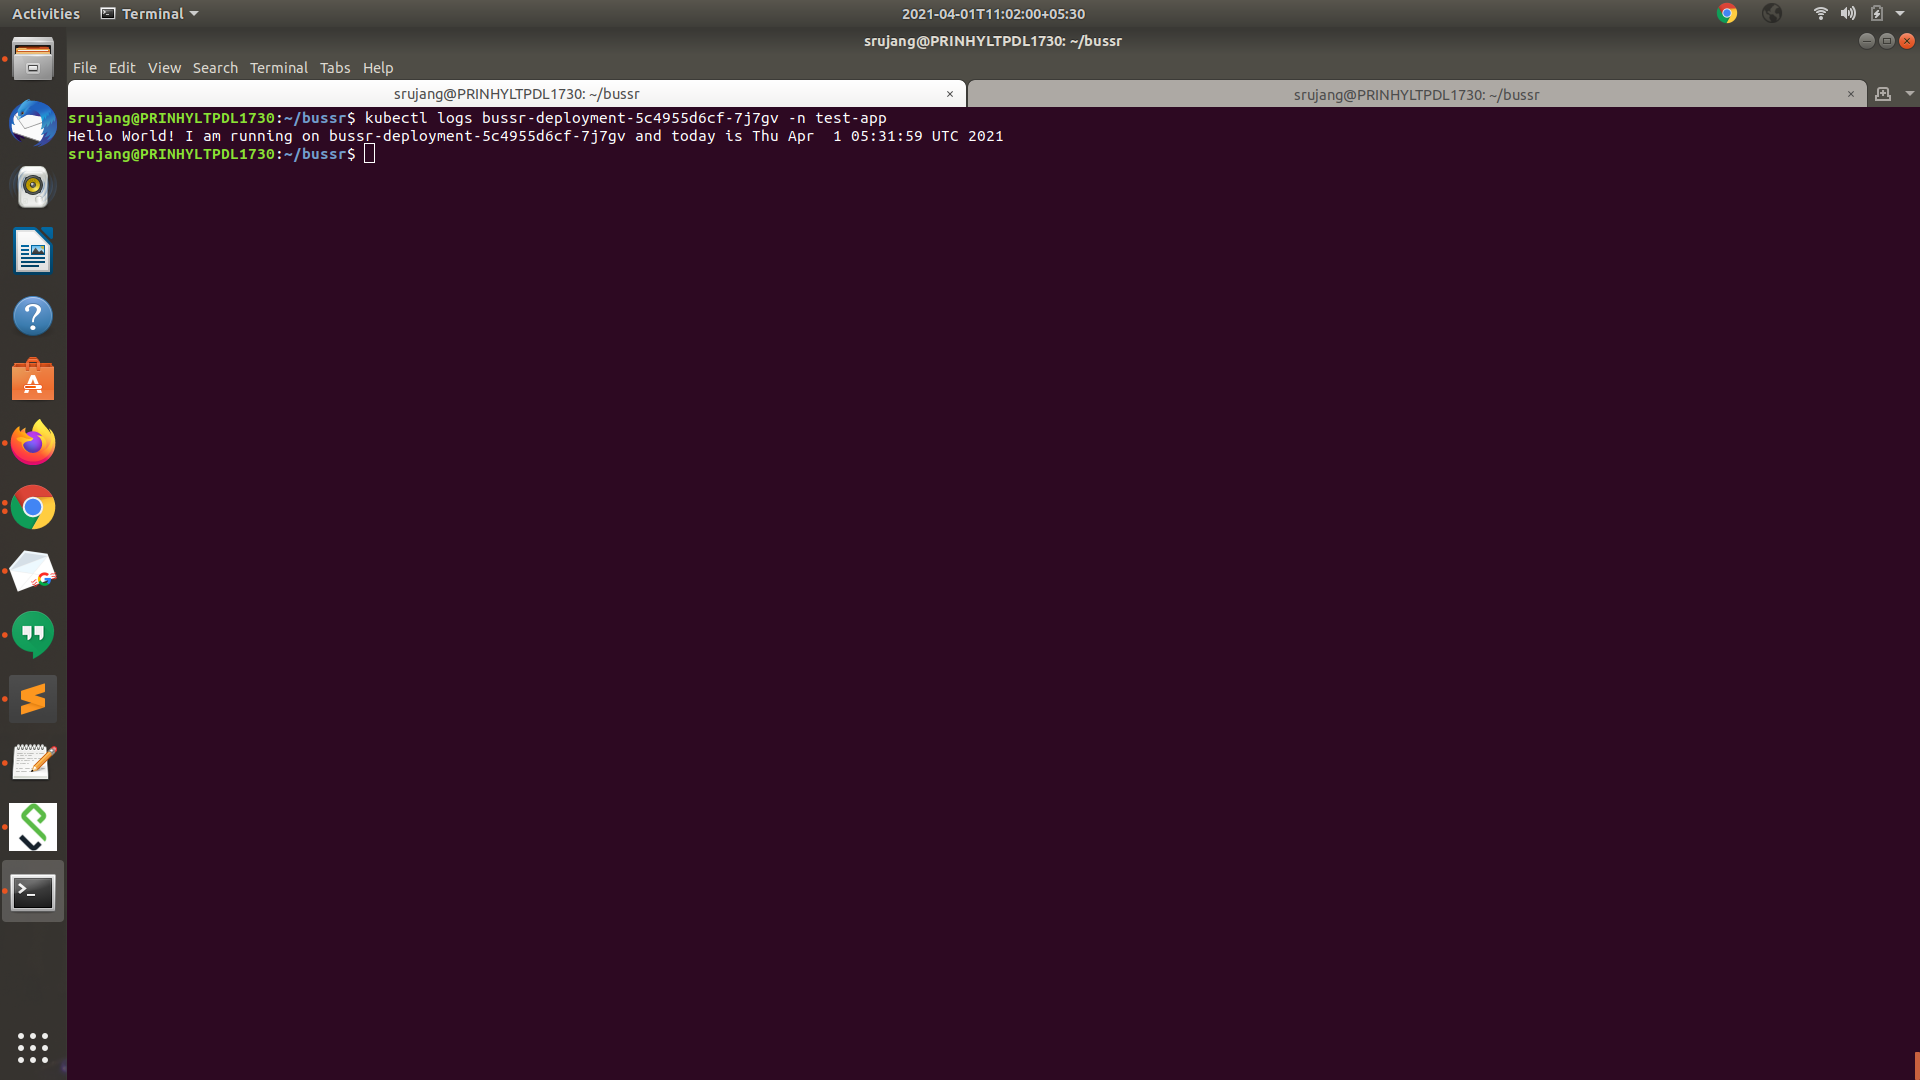 Activities Terminal 2021-04-01T11:02:00+05:30
srujang@PRINHYLTPDL1730: ~/bussr
File Edit View Search Terminal Tabs Help
srujang@PRINHYLTPDL1730: ~/bussr × srujang@PRINHYLTPDL1730: ~/bussr ×
srujang@PRINHYLTPDL1730:~/bussr$ kubectl logs bussr-deployment-5c4955d6cf-7j7gv -n test-app
Hello World! I am running on bussr-deployment-5c4955d6cf-7j7gv and today is Thu Apr  1 05:31:59 UTC 2021
srujang@PRINHYLTPDL1730:~/bussr$